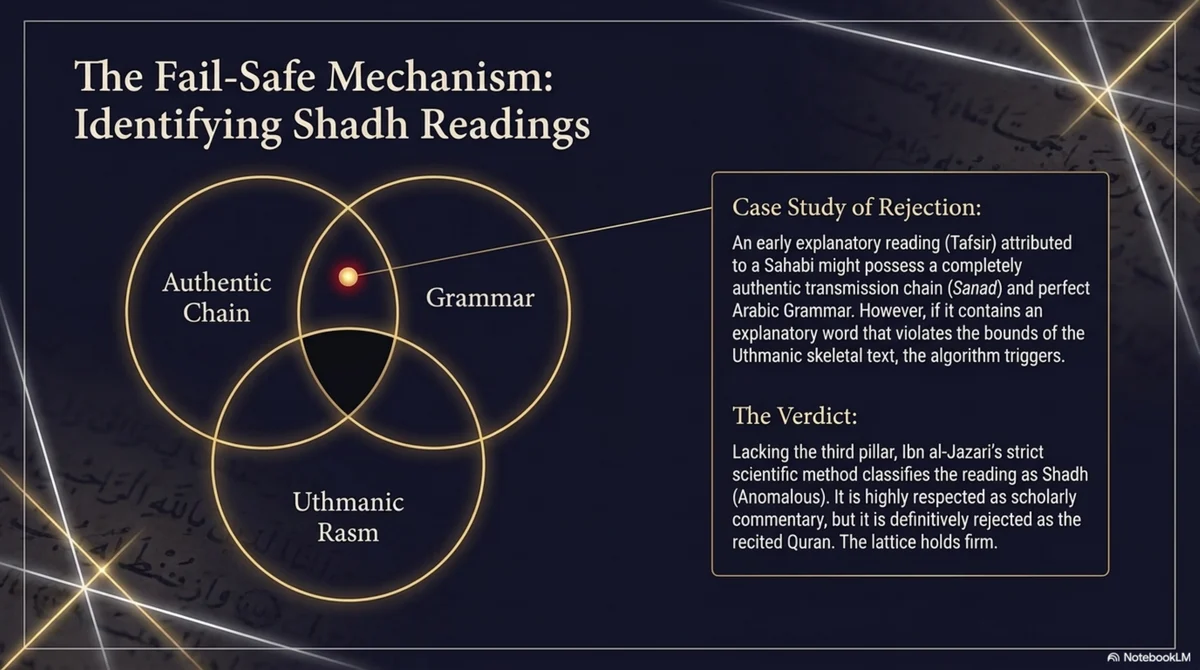 The Fail-Safe Mechanism:
Identifying Shadh Readings
Authentic
Chain
Grammar
Uthmanic
Rasm
Case Study of Rejection:
An early explanatory reading (Tafsir) attributed
to a Sahabi might possess a completely
authentic transmission chain (Sanad) and perfect
Arabic Grammar. However, if it contains an
explanatory word that violates the bounds of the
Uthmanic skeletal text, the algorithm triggers.
The Verdict:
Lacking the third pillar, Ibn al-Jazari’s strict
scientific method classifies the reading as Shadh
(Anomalous). It is highly respected as scholarly
commentary, but it is definitively rejected as the
recited Quran. The lattice holds firm.
NotebookLM